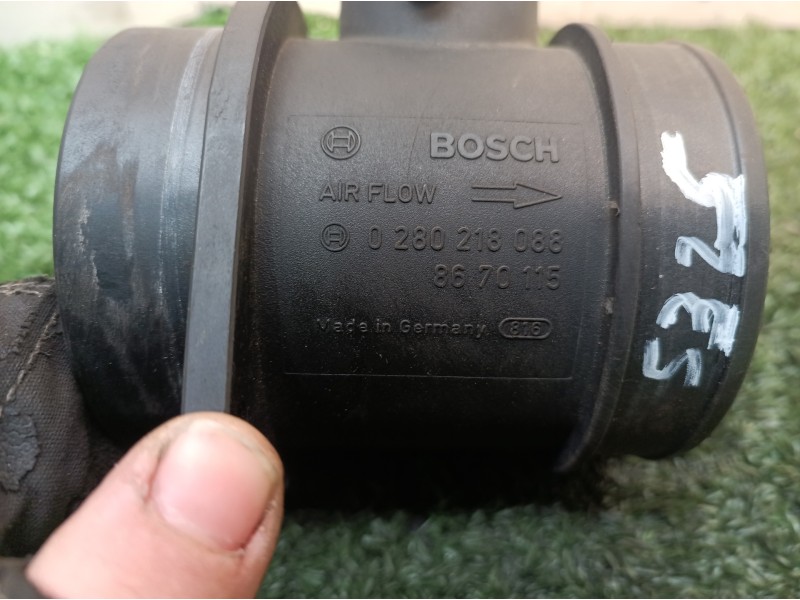 BOSCH
AIR FLOW
0 280 218 088
86 70 115
Made in Germany 816